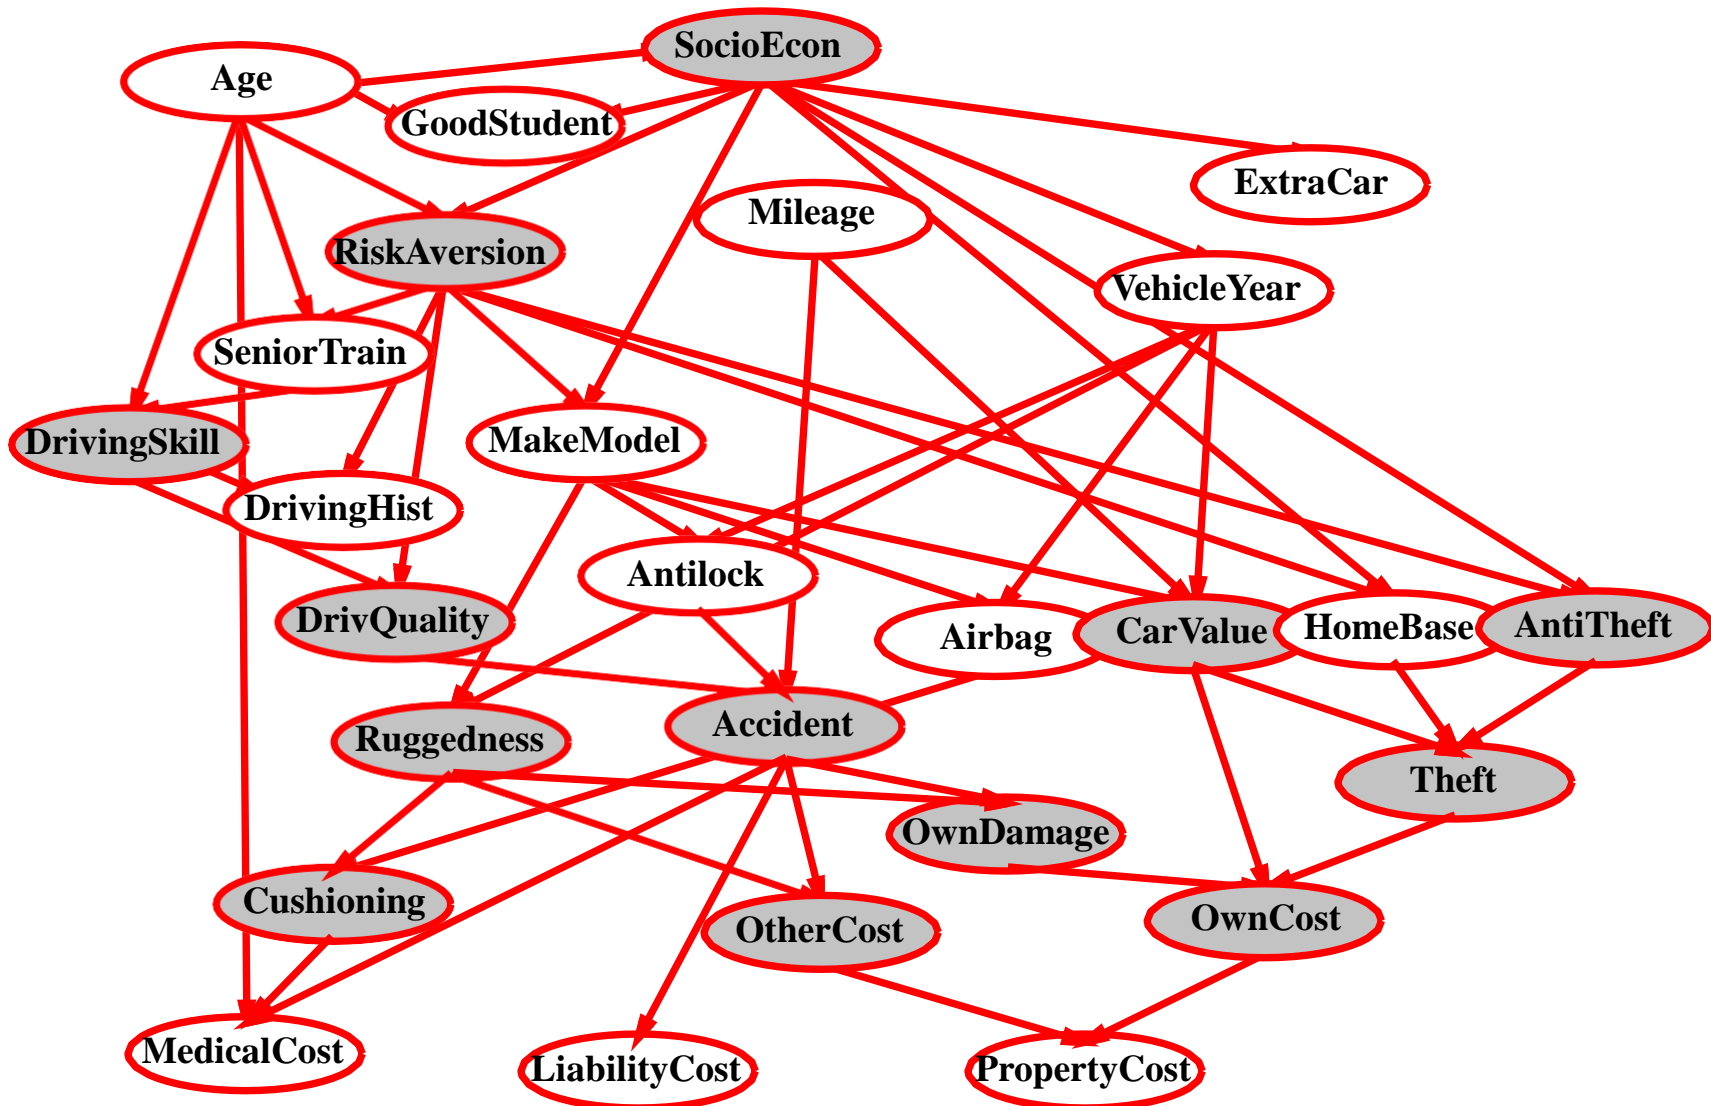 SocioEcon
Age
GoodStudent
ExtraCar
Mileage
RiskAversion
VehicleYear
SeniorTrain
DrivingSkill
MakeModel
DrivingHist
Antilock
DrivQuality
Airbag
CarValue
HomeBase
AntiTheft
Ruggedness
Accident
Theft
OwnDamage
Cushioning
OtherCost
OwnCost
MedicalCost
LiabilityCost
PropertyCost